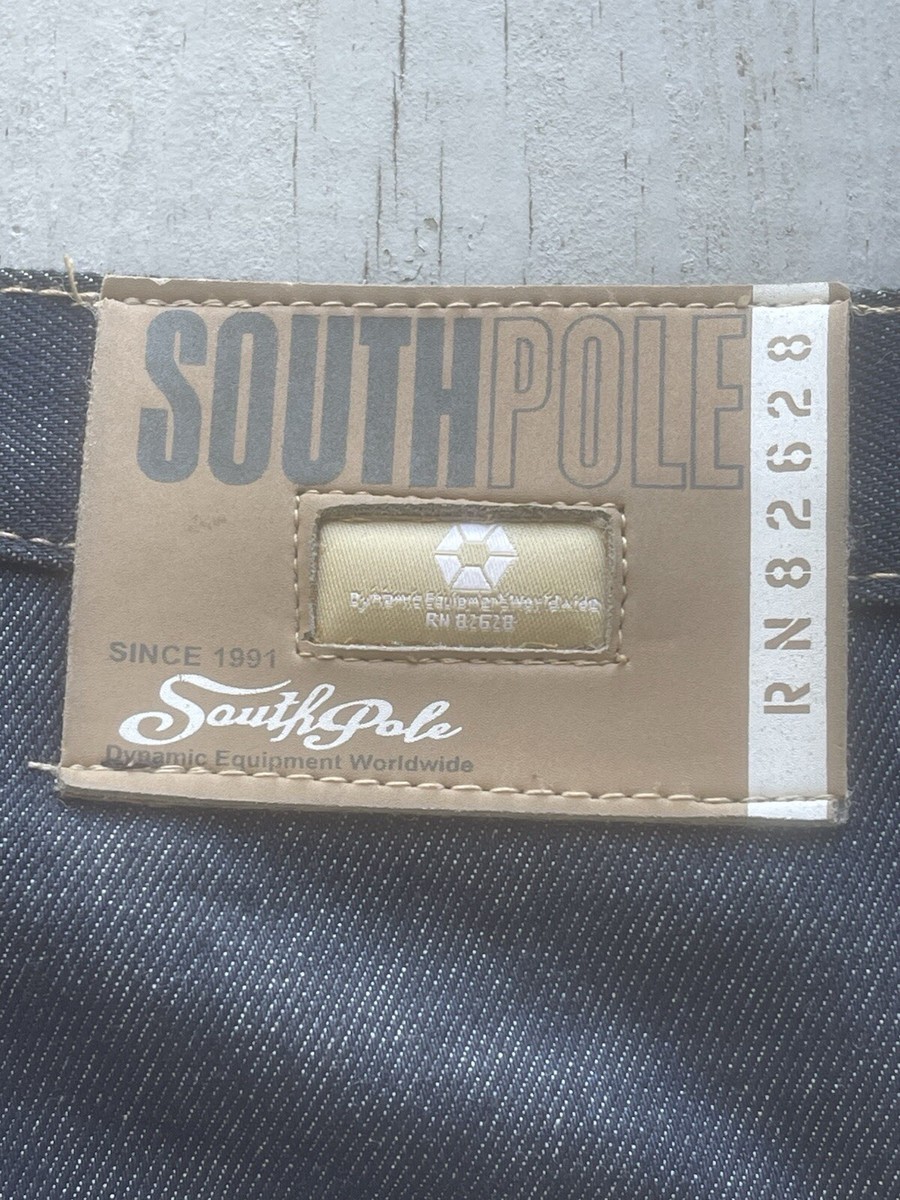 SOUTHPOLE
RN82628
Dynamic Equipment Worldwide
RN 82628
SINCE 1991
SouthPole
Dynamic Equipment Worldwide